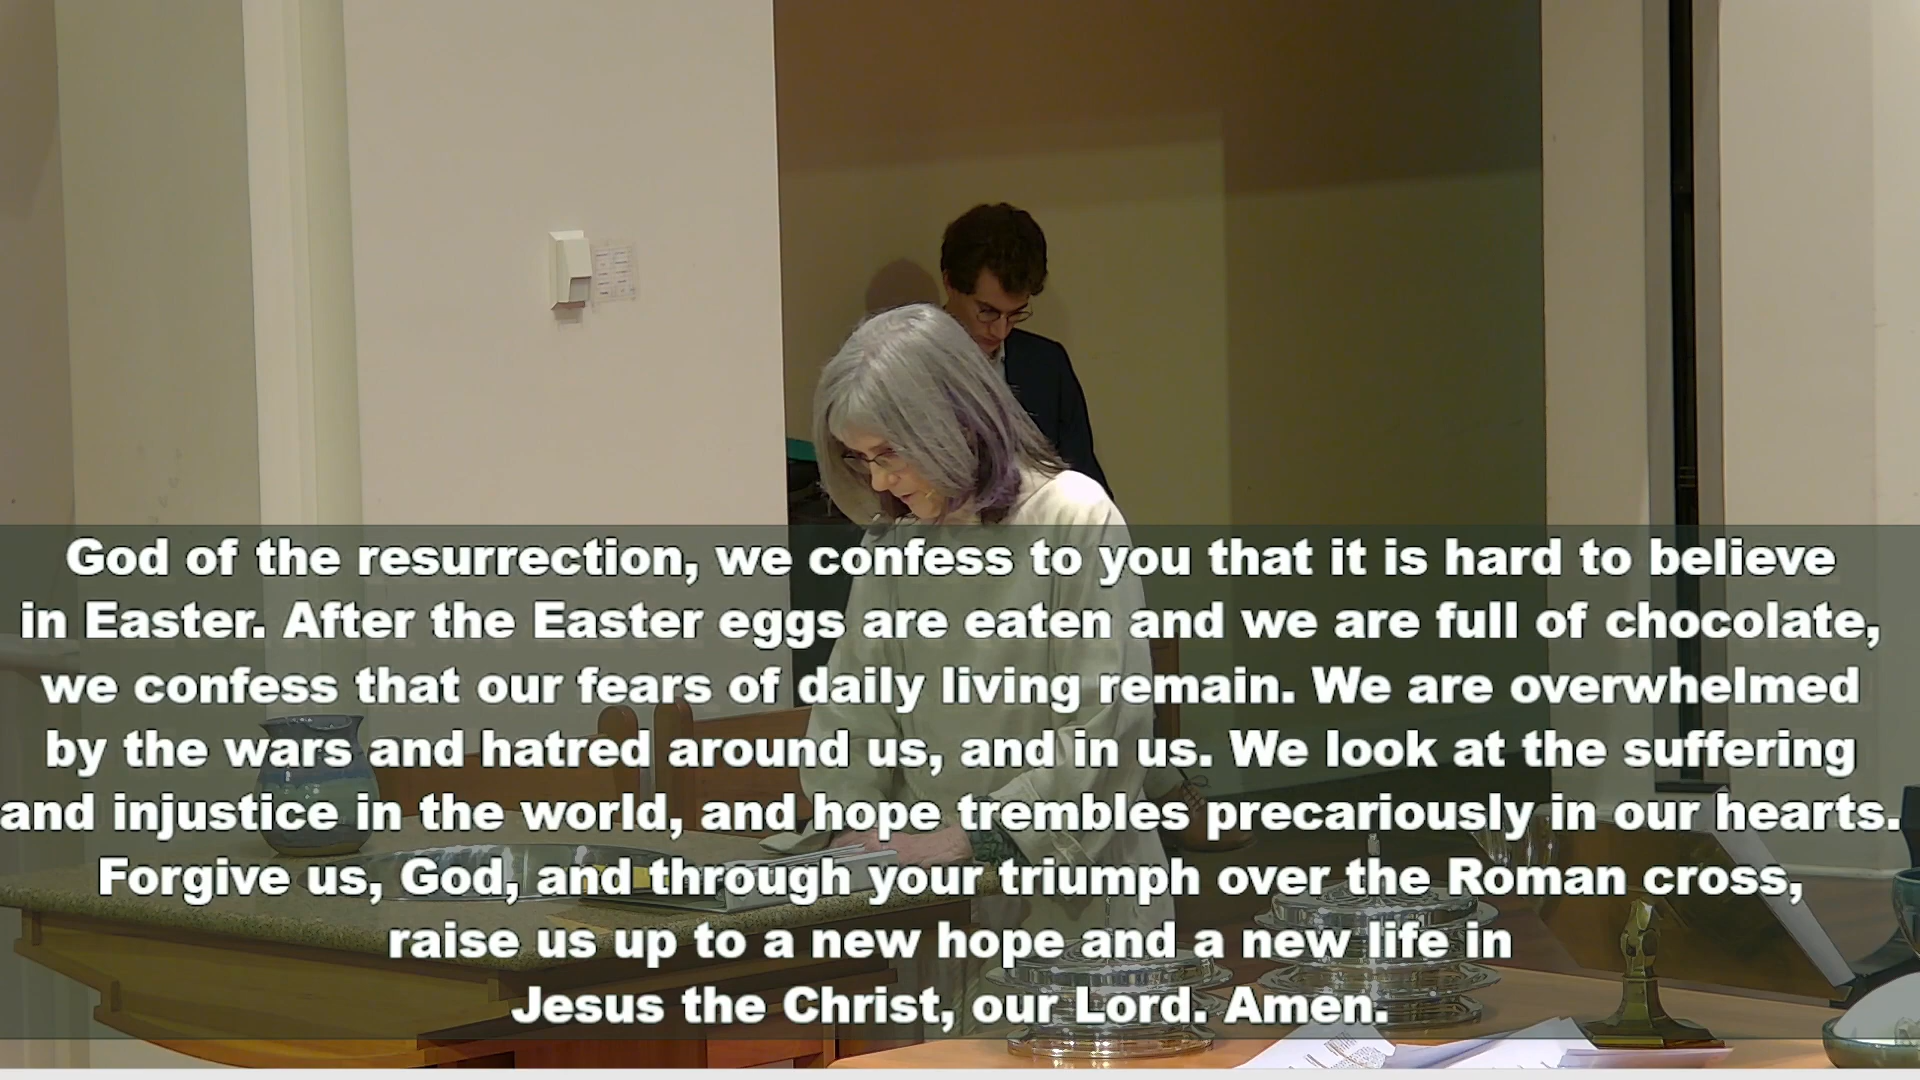 God of the resurrection, we confess to you that it is hard to believe
in Easter. After the Easter eggs are eaten and we are full of chocolate,
we confess that our fears of daily living remain. We are overwhelmed
by the wars and hatred around us, and in us. We look at the suffering
and injustice in the world, and hope trembles precariously in our hearts.
Forgive us, God, and through your triumph over the Roman cross,
raise us up to a new hope and a new life in
Jesus the Christ, our Lord. Amen.